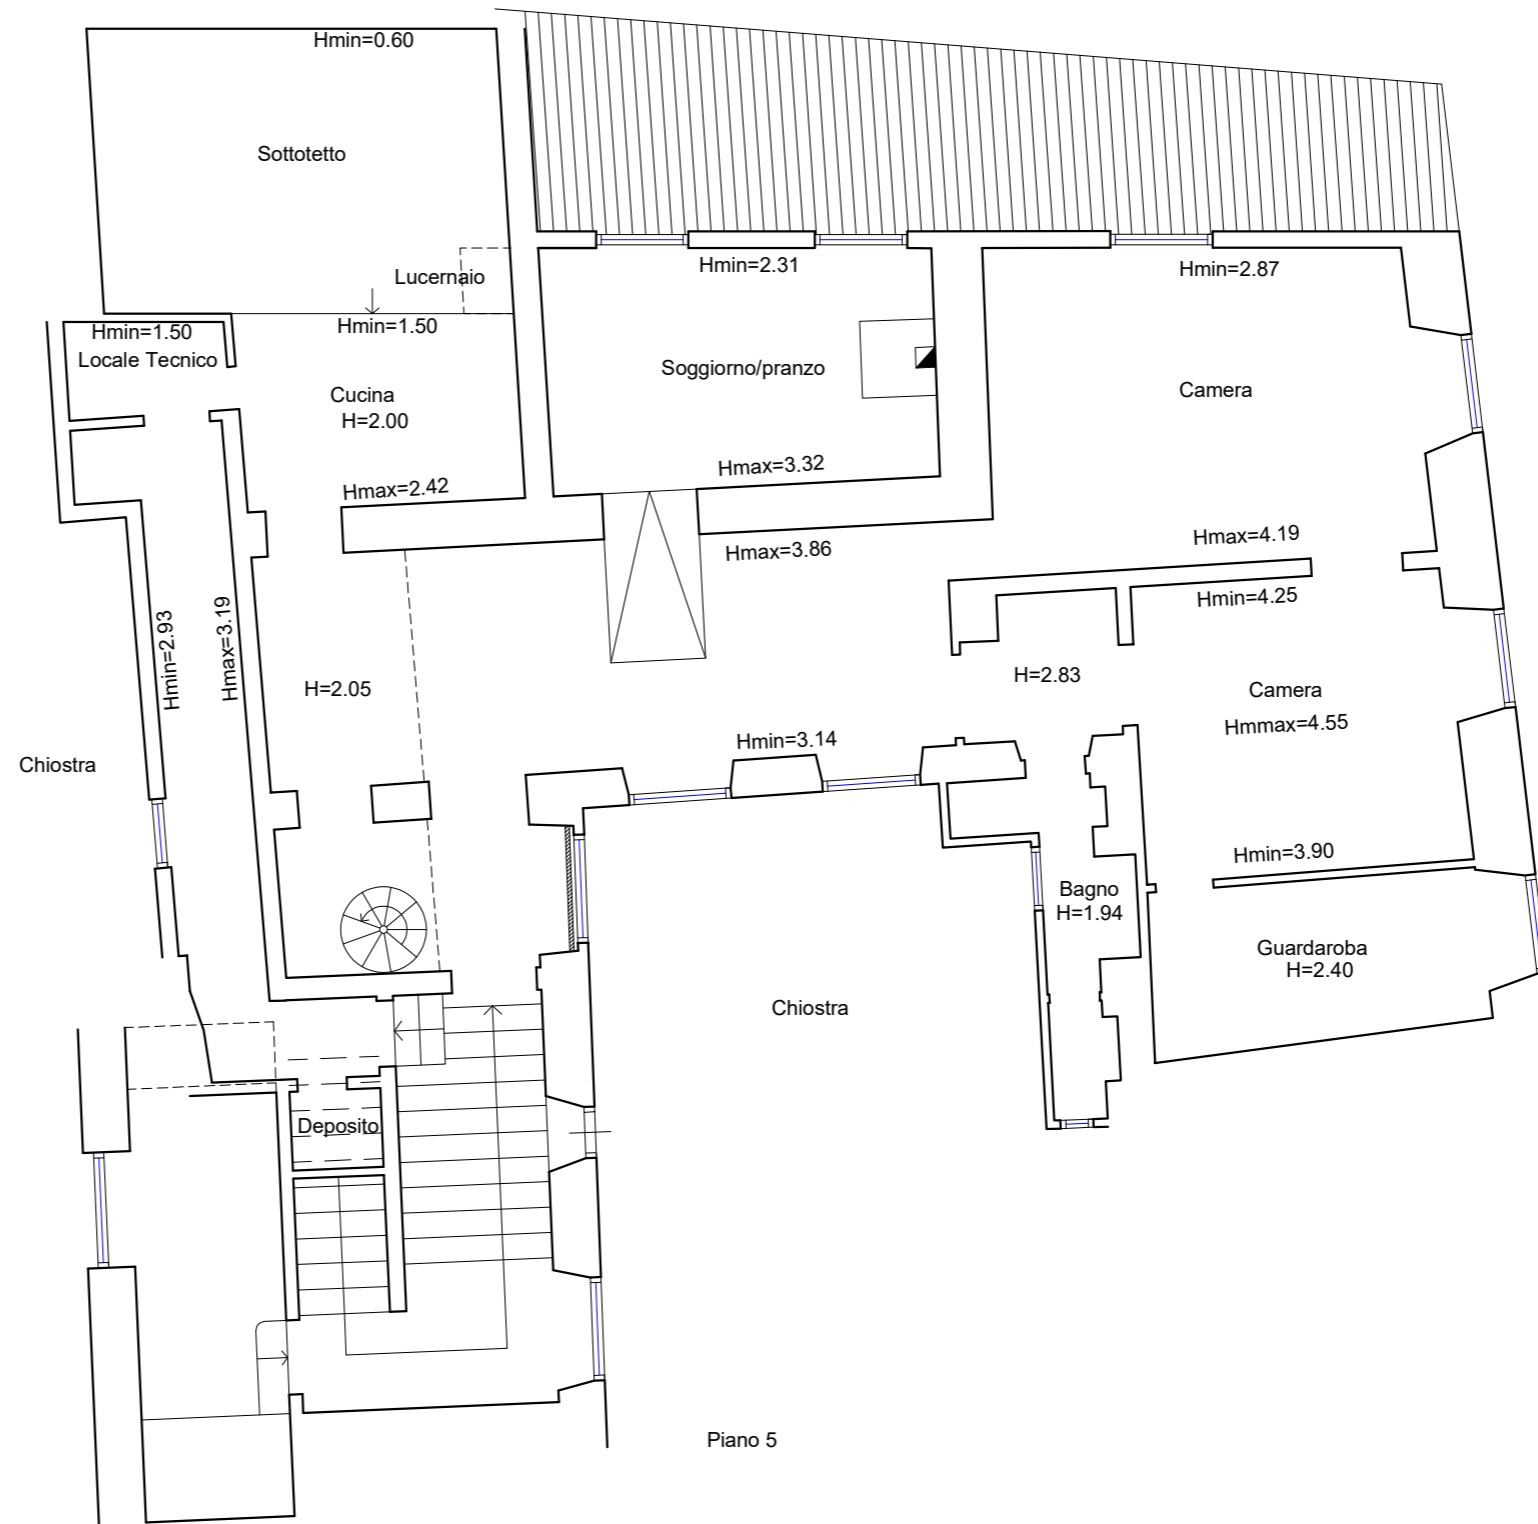 Hmin=0.60
Sottotetto
Lucernaio
Hmin=2.31
Hmin=2.87
Hmin=1.50
Hmin=1.50
Locale Tecnico
Soggiorno/pranzo
Cucina
H=2.00
Camera
Hmax=3.32
Hmax=2.42
Hmax=3.86
Hmax=4.19
Hmin=4.25
Hmin=2.93
Hmax=3.19
H=2.05
H=2.83
Camera
Hmmax=4.55
Hmin=3.14
Chiostra
Hmin=3.90
Bagno
H=1.94
Guardaroba
H=2.40
Chiostra
Deposito
Piano 5